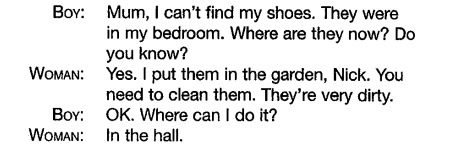 BOY: Mum, I can't find my shoes. They were
in my bedroom. Where are they now? Do
you know?
WOMAN: Yes. I put them in the garden, Nick. You
need to clean them. They're very dirty.
BOY: OK. Where can I do it?
WOMAN: In the hall.